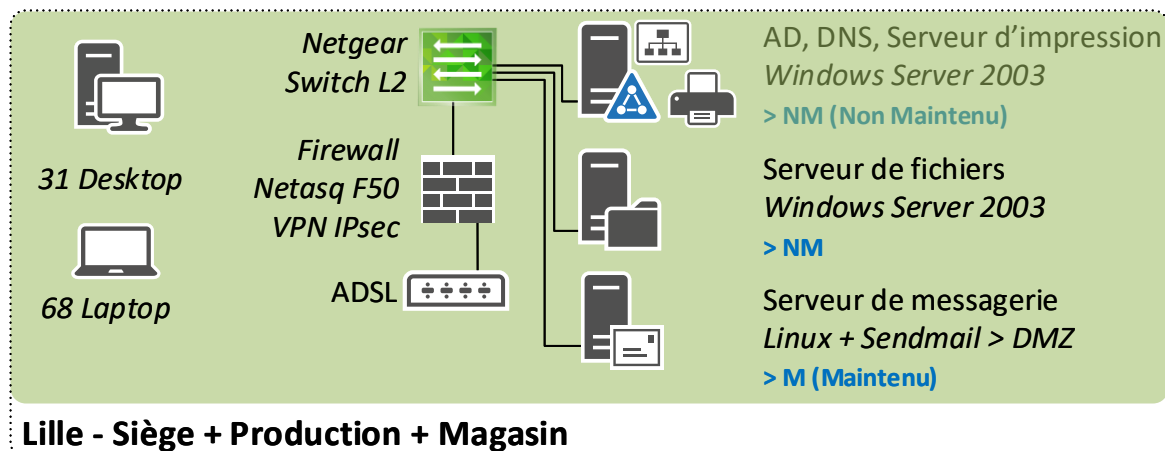 31 Desktop
68 Laptop
Netgear
Switch L2
Firewall
Netasq F50
VPN IPsec
ADSL
AD, DNS, Serveur d’impression
Windows Server 2003
> NM (Non Maintenu)
Serveur de fichiers
Windows Server 2003
> NM
Serveur de messagerie
Linux + Sendmail > DMZ
> M (Maintenu)
Lille - Siège + Production + Magasin